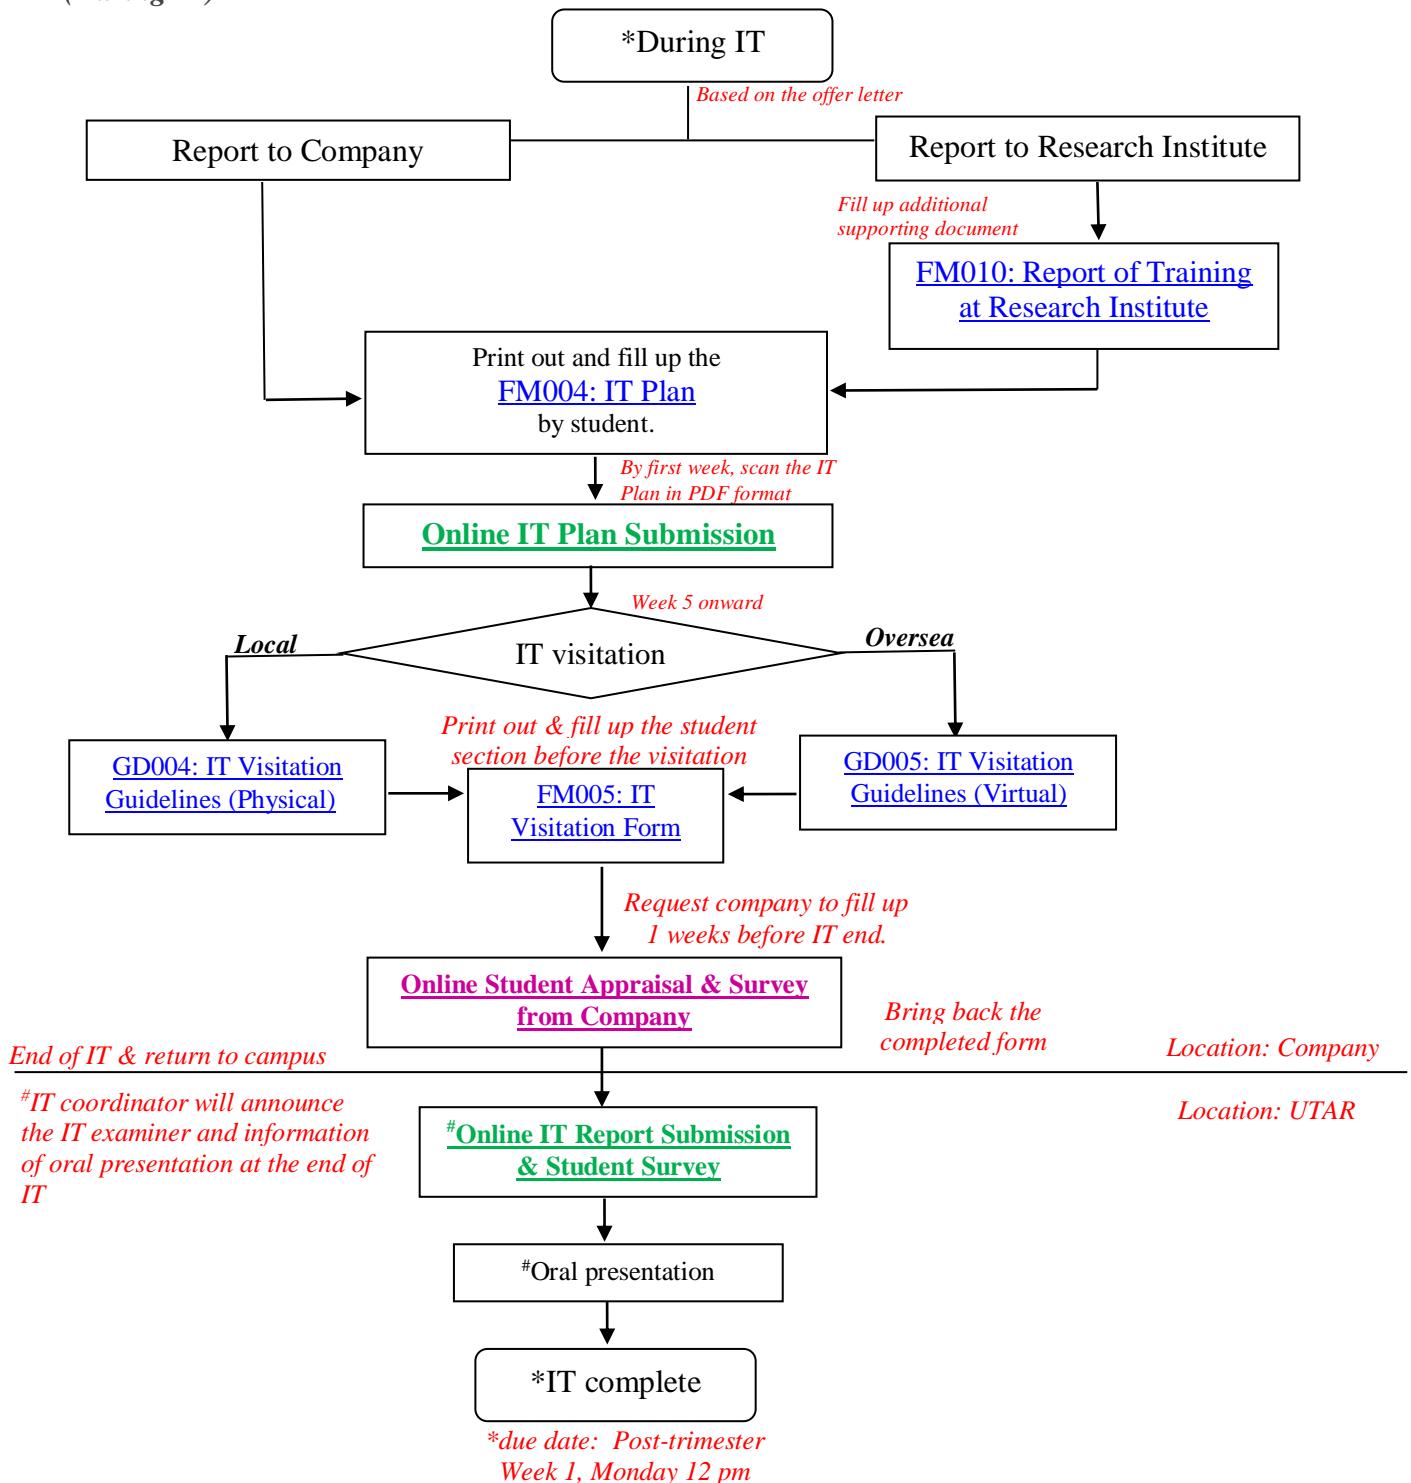 *During IT
Based on the offer letter
Report to Company
Report to Research Institute
Fill up additional
supporting document
FM010: Report of Training
at Research Institute
Print out and fill up the
FM004: IT Plan
by student.
By first week, scan the IT
Plan in PDF format
Online IT Plan Submission
Week 5 onward
Local
IT visitation
Oversea
Print out & fill up the student
section before the visitation
GD004: IT Visitation
Guidelines (Physical)
FM005: IT
Visitation Form
GD005: IT Visitation
Guidelines (Virtual)
Request company to fill up
1 weeks before IT end.
Online Student Appraisal & Survey
from Company
Bring back the
completed form
End of IT & return to campus
Location: Company
#IT coordinator will announce
the IT examiner and information
of oral presentation at the end of
IT
Location: UTAR
#Online IT Report Submission
& Student Survey
#Oral presentation
*IT complete
*due date: Post-trimester
Week 1, Monday 12 pm